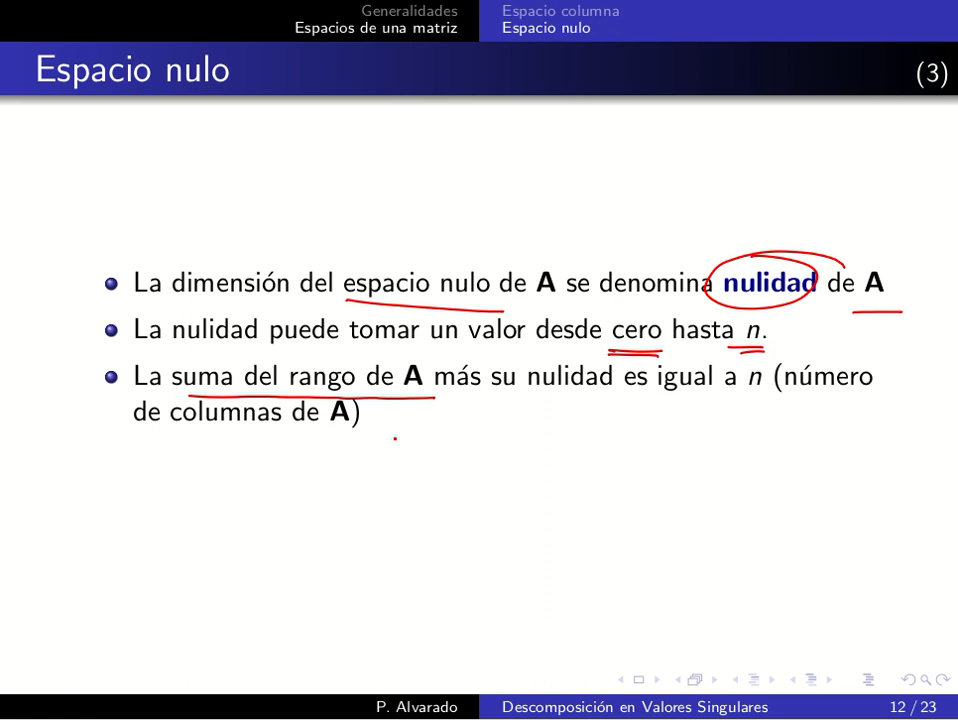 Generalidades
Espacios de una matriz
Espacio columna
Espacio nulo
Espacio nulo
(3)
La dimensión del espacio nulo de A se denomina nulidad de A
La nulidad puede tomar un valor desde cero hasta n.
La suma del rango de A más su nulidad es igual a n (número
de columnas de A)
P. Alvarado
Descomposición en Valores Singulares
12 / 23